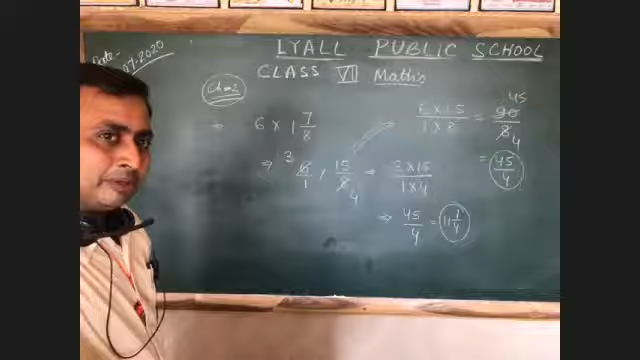 Date-
07-2020
LYALL PUBLIC SCHOOL
CLASS VII Maths
Ch=2
⇒ 6 × 1 7/8
⇒ 3 6/1 × 15/8 4 ⇒ 3×15/1×4
⇒ 45/4 = 11 1/4
⇒ 6×15/1×8 = 45 90/8 4
= 45/4